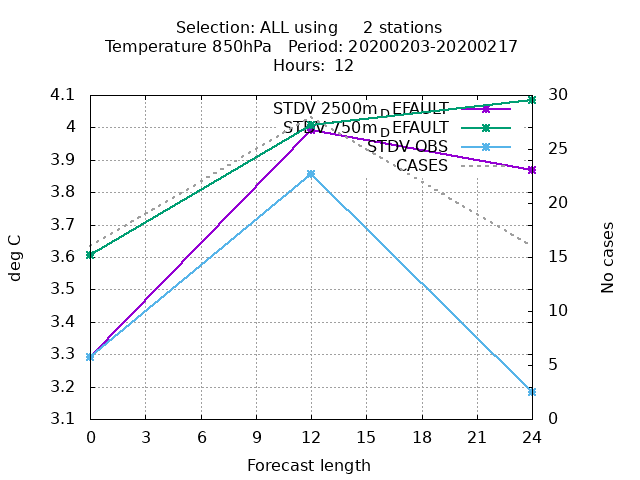 Selection: ALL using 2 stations
Temperature 850hPa Period: 20200203-20200217
Hours: 12
4.1
4
3.9
3.8
3.7
3.6
3.5
3.4
3.3
3.2
3.1
deg C
STDV 2500m_DEFAULT
STDV 750m_DEFAULT
STDV OBS
CASES
30
25
20
15
10
5
0
No cases
0 3 6 9 12 15 18 21 24
Forecast length